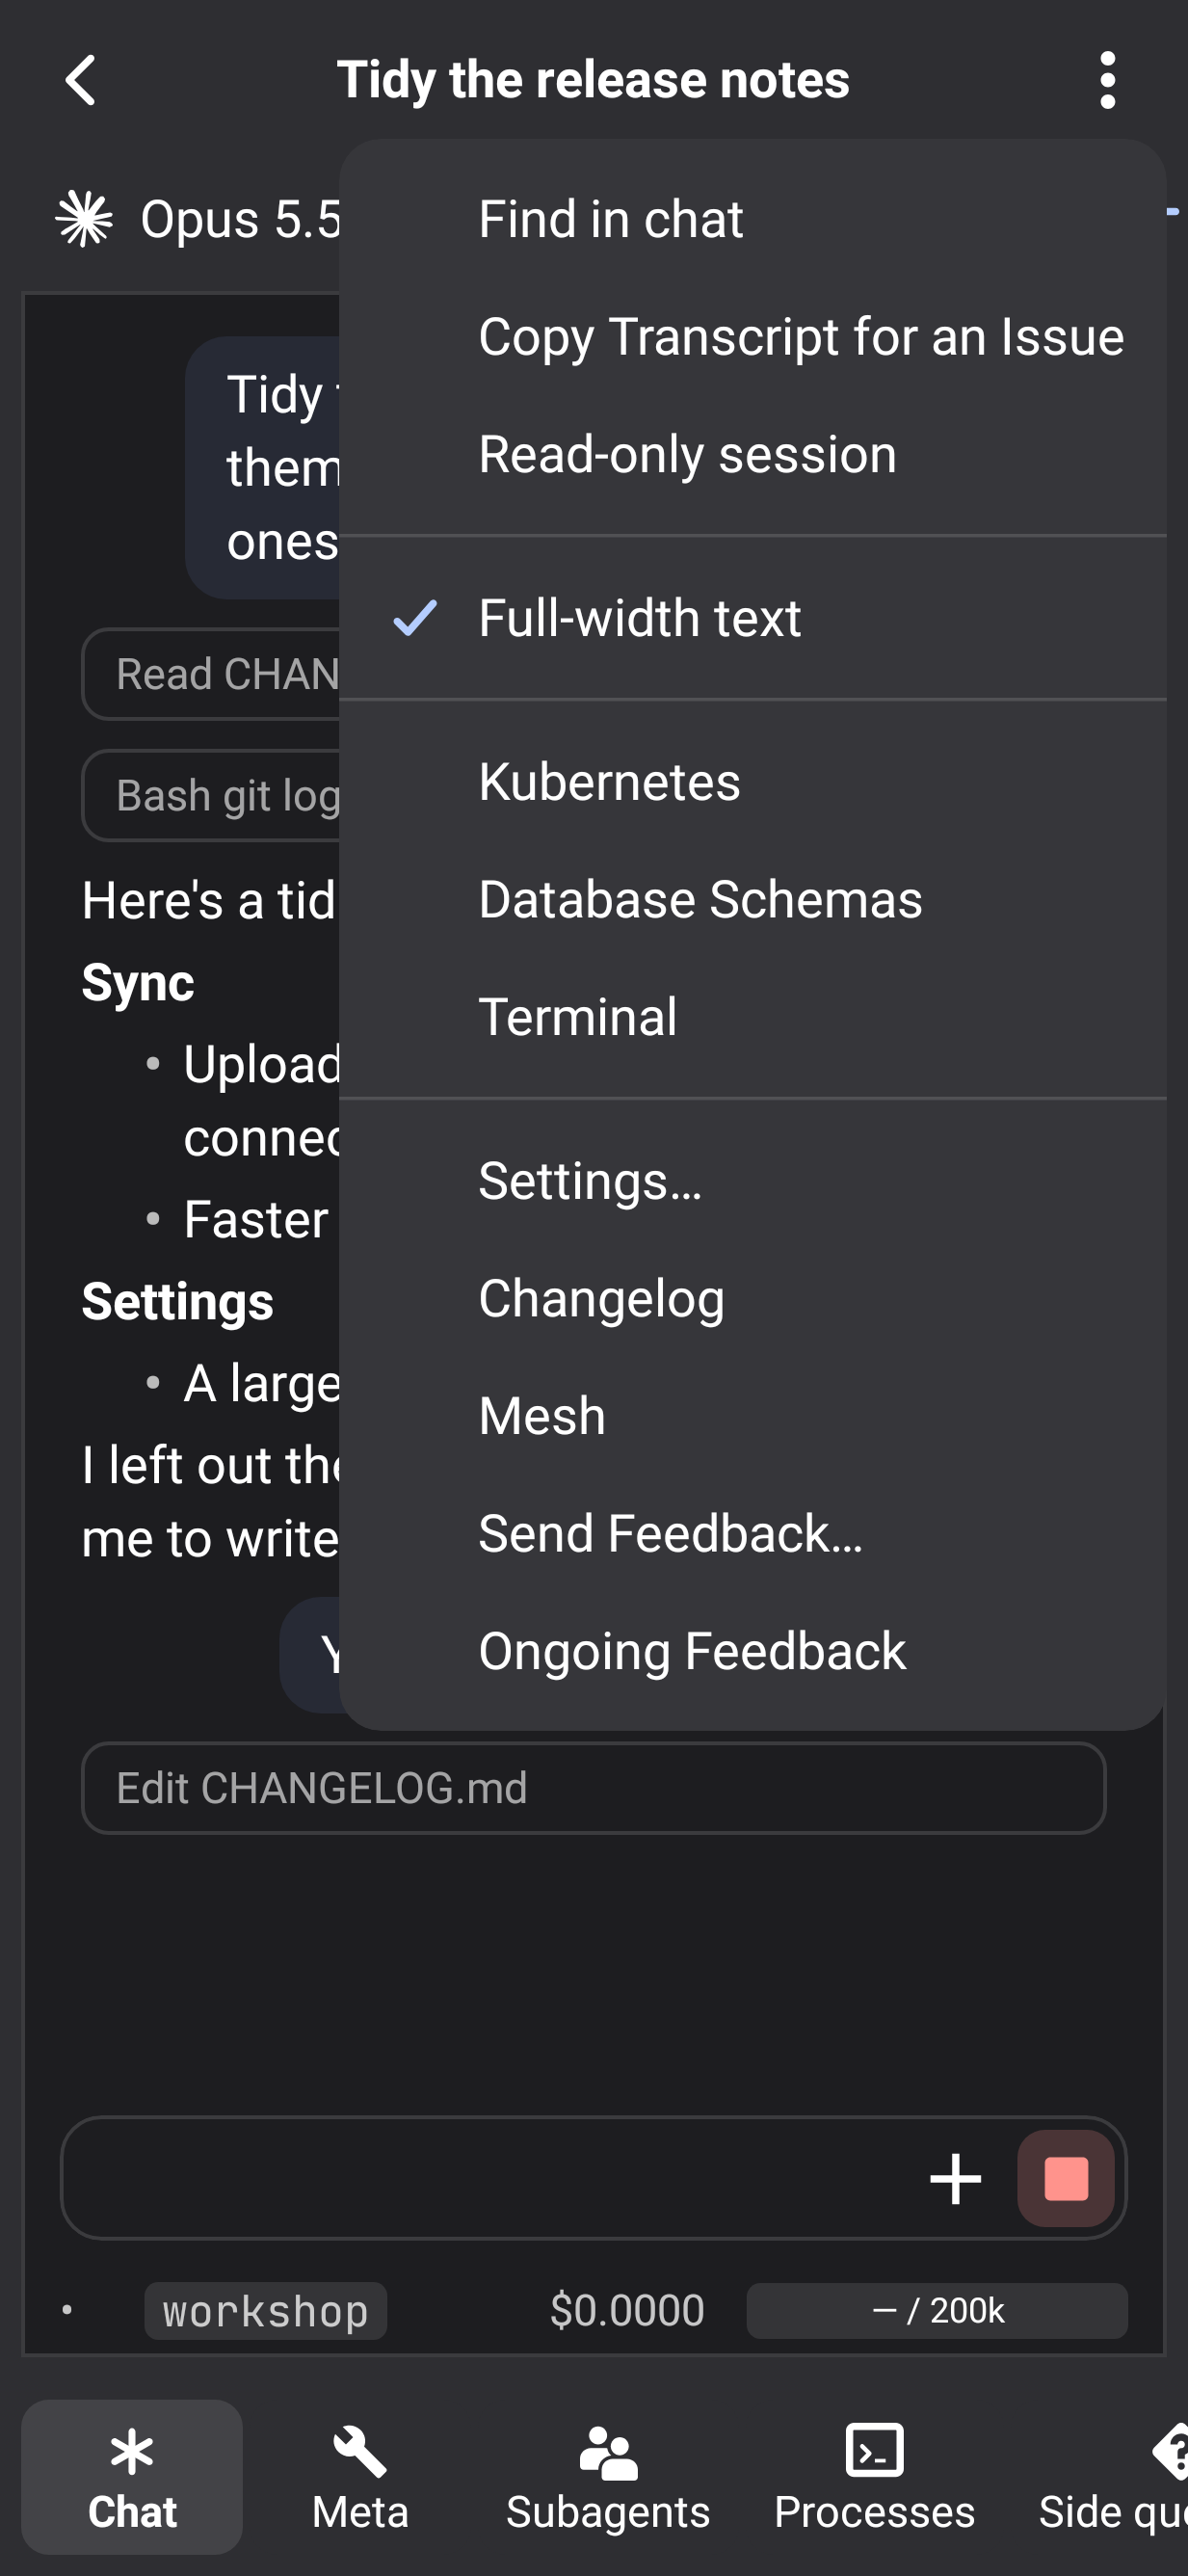 Tidy the release notes
Opus 5.5
Find in chat
Copy Transcript for an Issue
Read-only session
Full-width text
Kubernetes
Database Schemas
Terminal
Settings…
Changelog
Mesh
Send Feedback…
Ongoing Feedback
Tidy
them
ones
Read CHAN
Bash git log
Here's a tid
Sync
• Upload
connec
• Faster
Settings
• A large
I left out the
me to write
Y
Edit CHANGELOG.md
• workshop $0.0000 – / 200k
Chat Meta Subagents Processes Side que